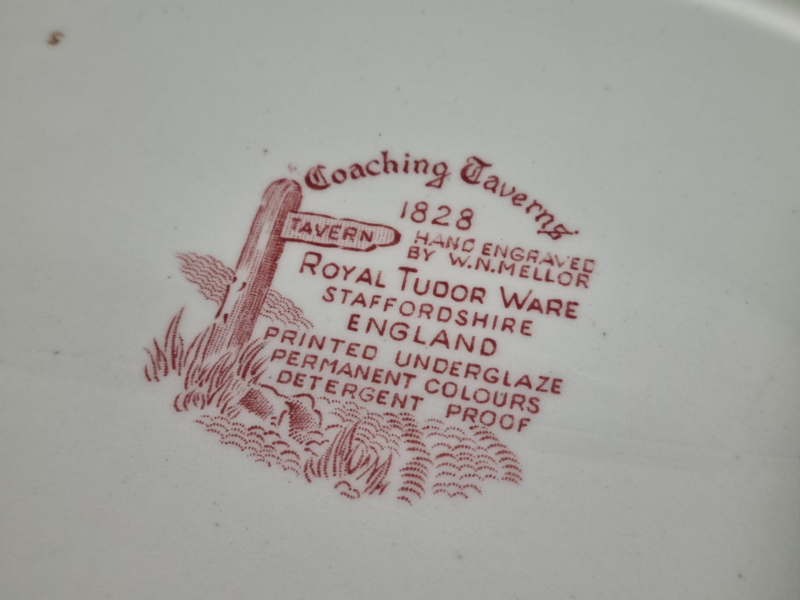 Coaching Taverns
1828
TAVERN
HAND ENGRAVED
BY W.N. MELLOR
ROYAL TUDOR WARE
STAFFORDSHIRE
ENGLAND
PRINTED UNDERGLAZE
PERMANENT COLOURS
DETERGENT PROOF